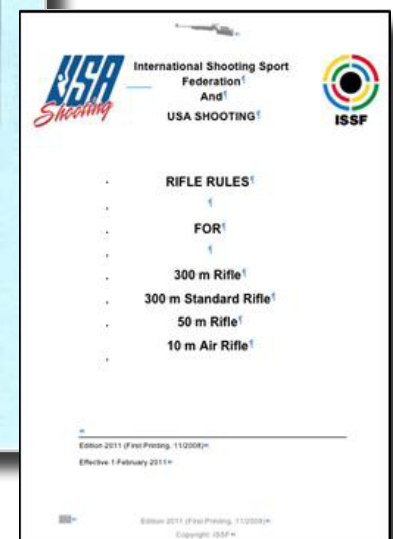 USA
Shooting
International Shooting Sport
Federation¶
And¶
USA SHOOTING¶
ISSF
RIFLE RULES¶
¶
FOR¶
¶
300 m Rifle¶
300 m Standard Rifle¶
50 m Rifle¶
10 m Air Rifle¶
Edition 2011 (First Printing, 11/2008)
Effective 1 February 2011
Edition 2011 (First Printing, 11/2008)
Copyright: ISSF